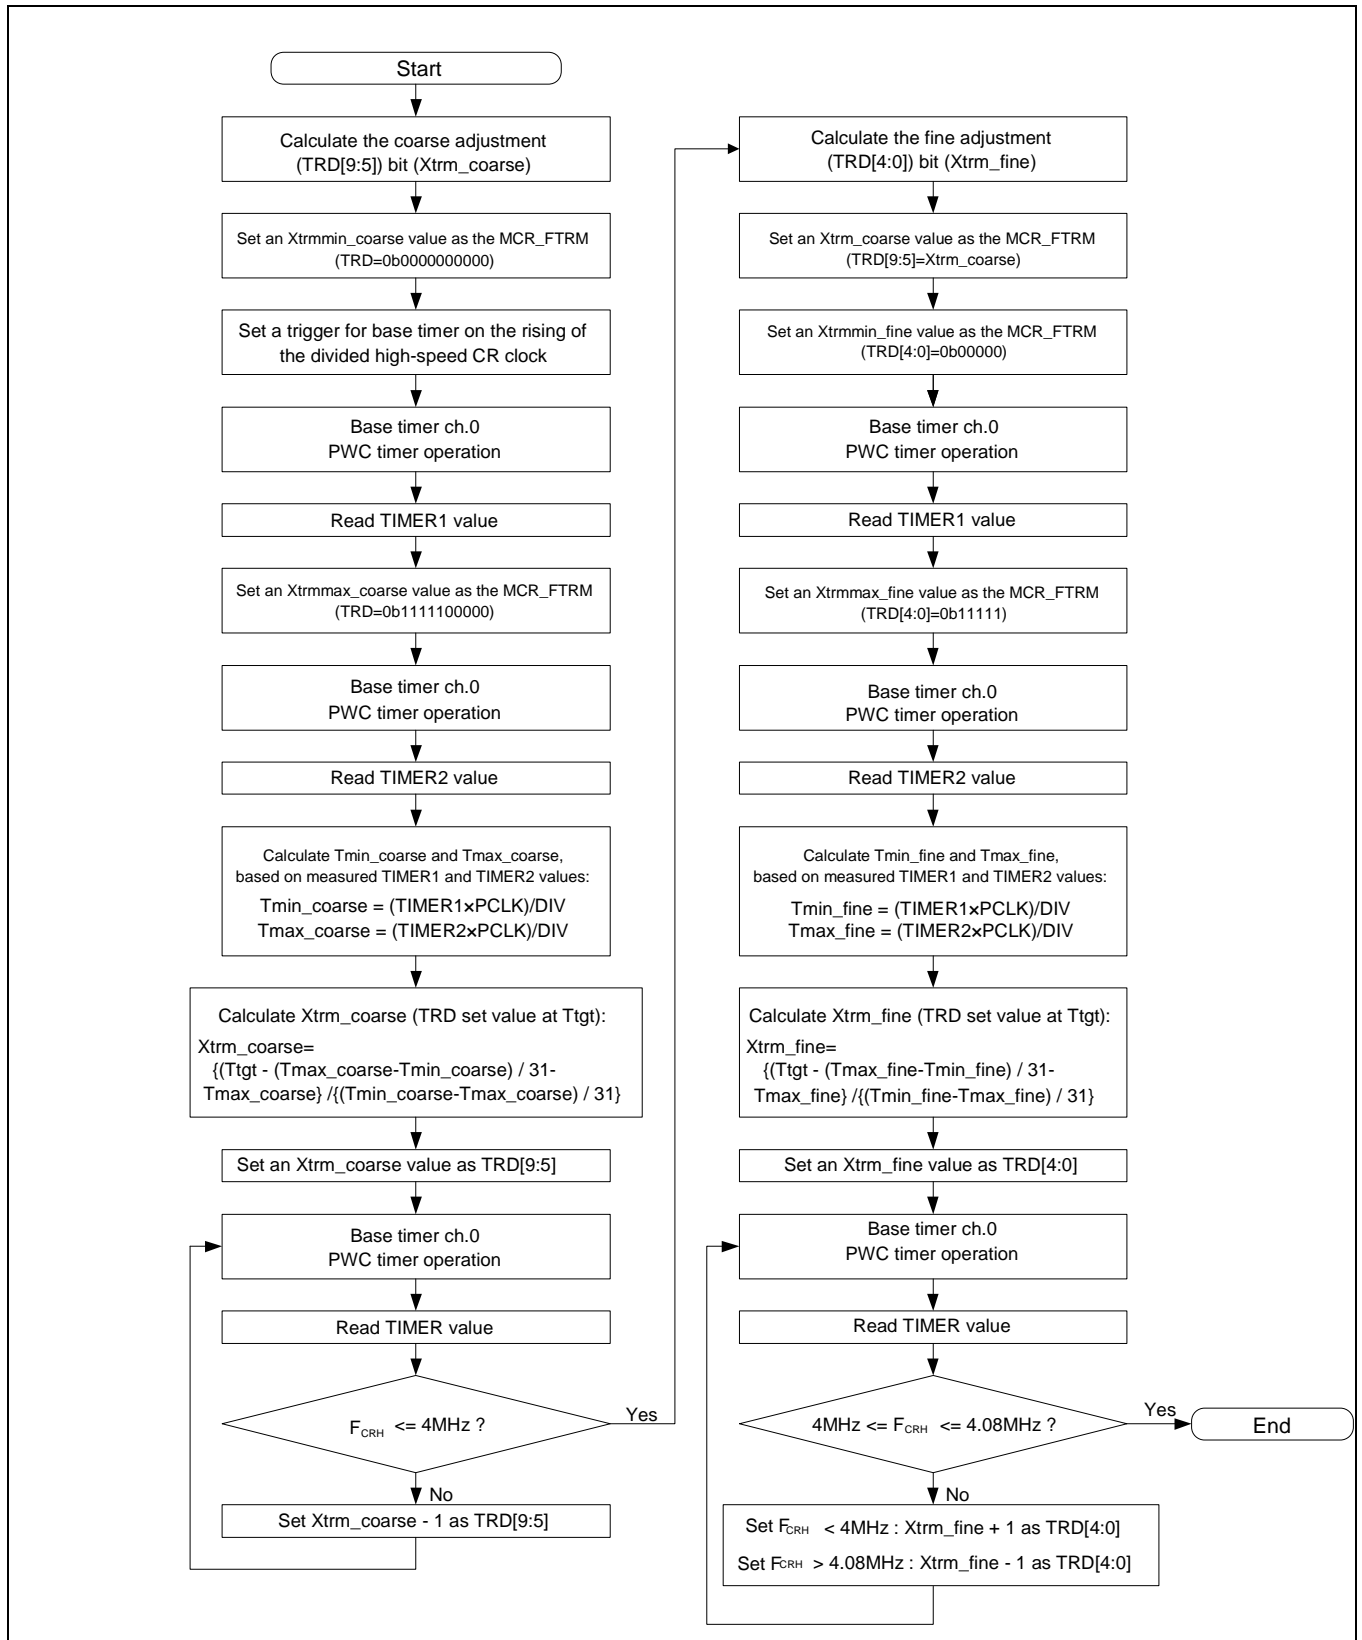 Start
Calculate the coarse adjustment
(TRD[9:5]) bit (Xtrm_coarse)
Set an Xtrmmin_coarse value as the MCR_FTRM
(TRD=0b0000000000)
Set a trigger for base timer on the rising of
the divided high-speed CR clock
Base timer ch.0
PWC timer operation
Read TIMER1 value
Set an Xtrmmax_coarse value as the MCR_FTRM
(TRD=0b1111100000)
Base timer ch.0
PWC timer operation
Read TIMER2 value
Calculate Tmin_coarse and Tmax_coarse,
based on measured TIMER1 and TIMER2 values:
Tmin_coarse = (TIMER1×PCLK)/DIV
Tmax_coarse = (TIMER2×PCLK)/DIV
Calculate Xtrm_coarse (TRD set value at Ttgt):
Xtrm_coarse=
{(Ttgt - (Tmax_coarse-Tmin_coarse) / 31-
Tmax_coarse} /{(Tmin_coarse-Tmax_coarse) / 31}
Set an Xtrm_coarse value as TRD[9:5]
Base timer ch.0
PWC timer operation
Read TIMER value
FCRH <= 4MHz ?
Yes
No
Set Xtrm_coarse - 1 as TRD[9:5]
Calculate the fine adjustment
(TRD[4:0]) bit (Xtrm_fine)
Set an Xtrm_coarse value as the MCR_FTRM
(TRD[9:5]=Xtrm_coarse)
Set an Xtrmmin_fine value as the MCR_FTRM
(TRD[4:0]=0b00000)
Base timer ch.0
PWC timer operation
Read TIMER1 value
Set an Xtrmmax_fine value as the MCR_FTRM
(TRD[4:0]=0b11111)
Base timer ch.0
PWC timer operation
Read TIMER2 value
Calculate Tmin_fine and Tmax_fine,
based on measured TIMER1 and TIMER2 values:
Tmin_fine = (TIMER1×PCLK)/DIV
Tmax_fine = (TIMER2×PCLK)/DIV
Calculate Xtrm_fine (TRD set value at Ttgt):
Xtrm_fine=
{(Ttgt - (Tmax_fine-Tmin_fine) / 31-
Tmax_fine} /{(Tmin_fine-Tmax_fine) / 31}
Set an Xtrm_fine value as TRD[4:0]
Base timer ch.0
PWC timer operation
Read TIMER value
4MHz <= FCRH <= 4.08MHz ?
Yes
End
No
Set FCRH < 4MHz : Xtrm_fine + 1 as TRD[4:0]
Set FCRH > 4.08MHz : Xtrm_fine - 1 as TRD[4:0]